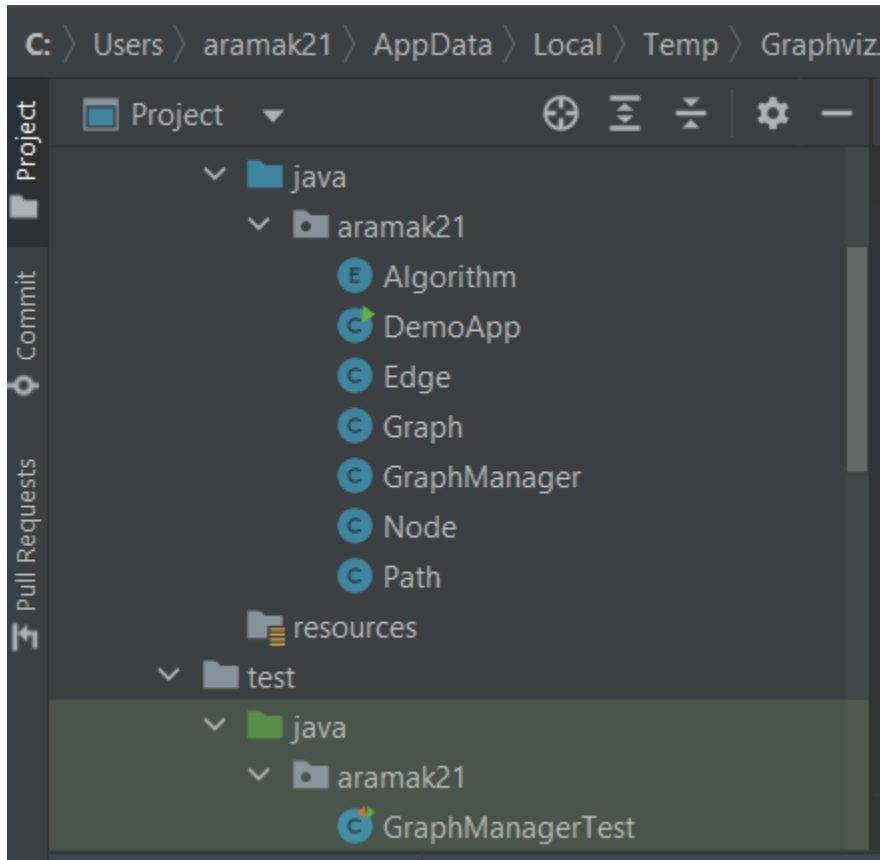 C: Users aramak21 AppData Local Temp Graphviz
Project
Project
Commit
Pull Requests
java
aramak21
E Algorithm
C DemoApp
C Edge
C Graph
C GraphManager
C Node
C Path
resources
test
java
aramak21
C GraphManagerTest